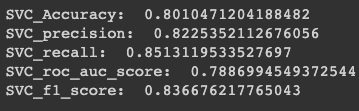 SVC_Accuracy:  0.8010471204188482
SVC_precision:  0.8225352112676056
SVC_recall:  0.8513119533527697
SVC_roc_auc_score:  0.7886994549372544
SVC_f1_score:  0.836676217765043